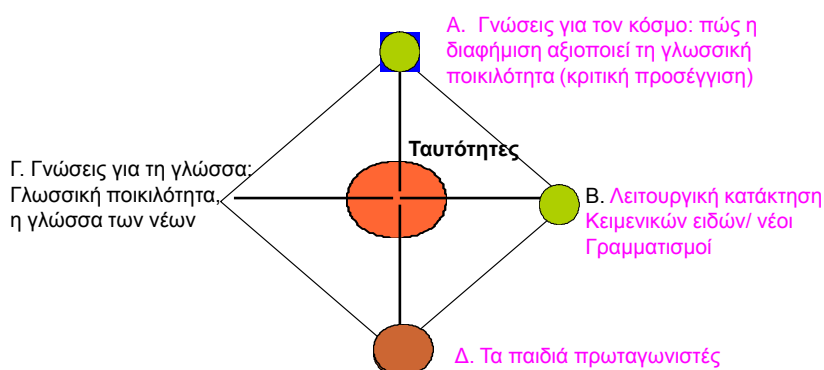 Α.  Γνώσεις για τον κόσμο: πώς η
διαφήμιση αξιοποιεί τη γλωσσική
ποικιλότητα (κριτική προσέγγιση)
Ταυτότητες
Γ. Γνώσεις για τη γλώσσα:
Γλωσσική ποικιλότητα,
η γλώσσα των νέων
Β. Λειτουργική κατάκτηση
Κειμενικών ειδών/ νέοι
Γραμματισμοί
Δ. Τα παιδιά πρωταγωνιστές